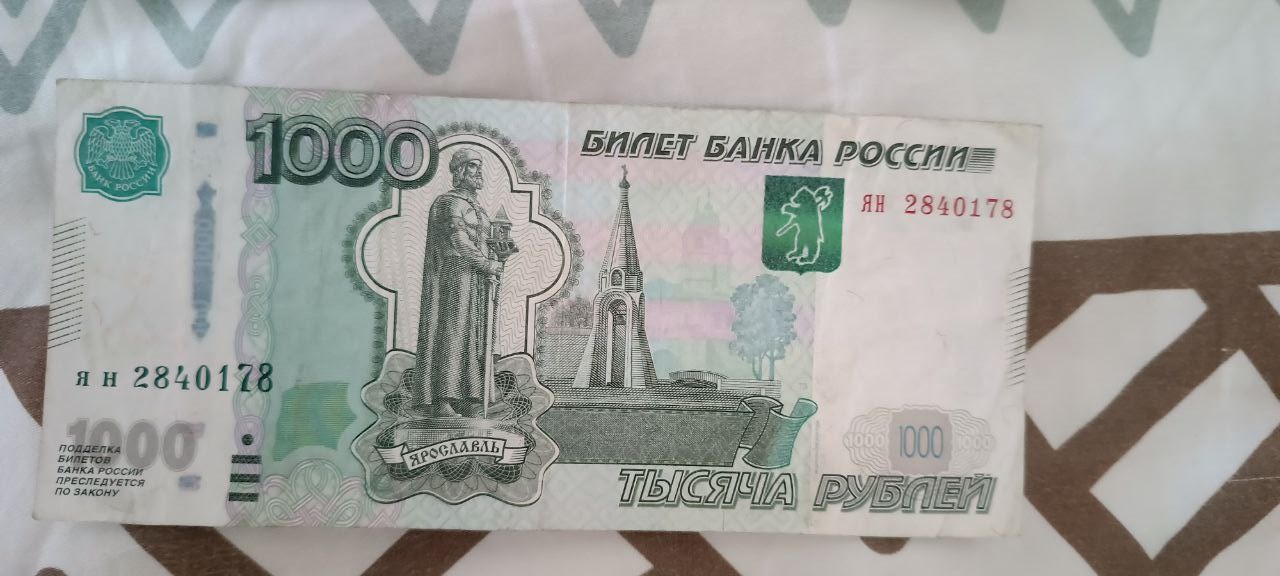 БАНК РОССИИ
1000
БИЛЕТ БАНКА РОССИИ
ЯН 2840178
ЯН 2840178
1000
ПОДДЕЛКА
БИЛЕТОВ
БАНКА РОССИИ
ПРЕСЛЕДУЕТСЯ
ПО ЗАКОНУ
ЯРОСЛАВЛЬ
1000 1000 1000
ТЫСЯЧА РУБЛЕЙ